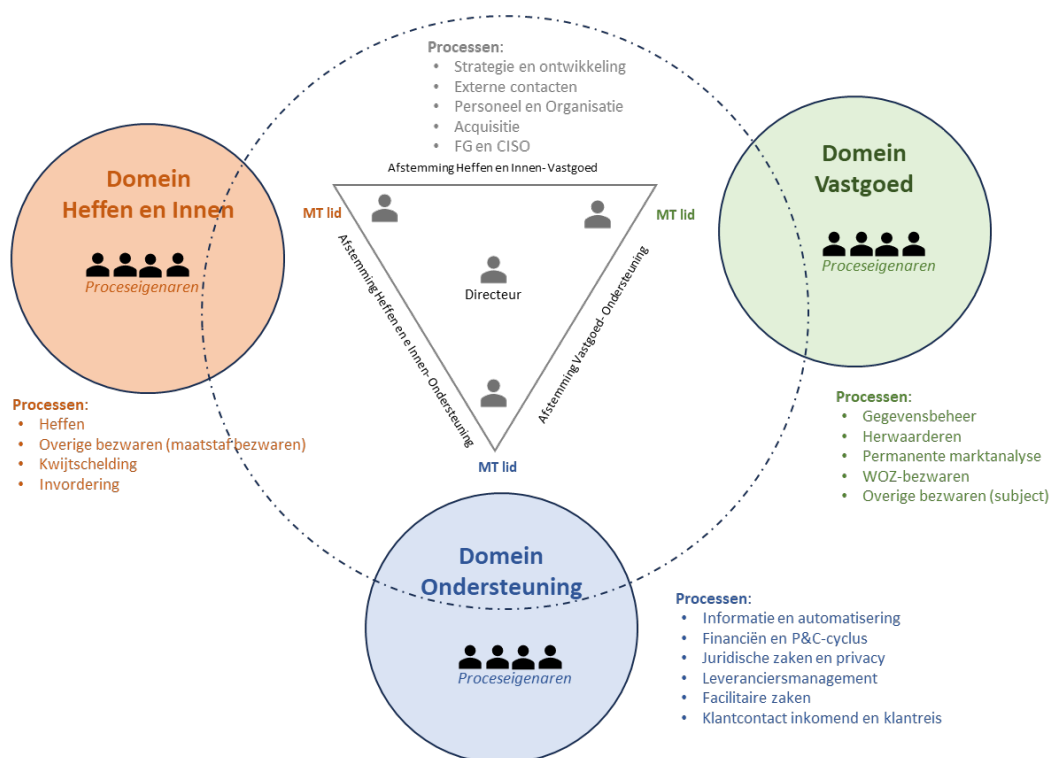 Processen:
• Strategie en ontwikkeling
• Externe contacten
• Personeel en Organisatie
• Acquisitie
• FG en CISO
Afstemming Heffen en Innen- Vastgoed
Domein
Heffen en Innen
Proceseigenaren
MT lid
MT lid
Domein
Vastgoed
Proceseigenaren
Directeur
Afstemming Heffen en e Innen- Ondersteuning
Afstemming Vastgoed- Ondersteuning
MT lid
Processen:
• Heffen
• Overige bezwaren (maatstaf bezwaren)
• Kwijtschelding
• Invordering
Processen:
• Gegevensbeheer
• Herwaarderen
• Permanente marktanalyse
• WOZ-bezwaren
• Overige bezwaren (subject)
Domein
Ondersteuning
Proceseigenaren
Processen:
• Informatie en automatisering
• Financiën en P&C-cyclus
• Juridische zaken en privacy
• Leveranciersmanagement
• Facilitaire zaken
• Klantcontact inkomend en klantreis